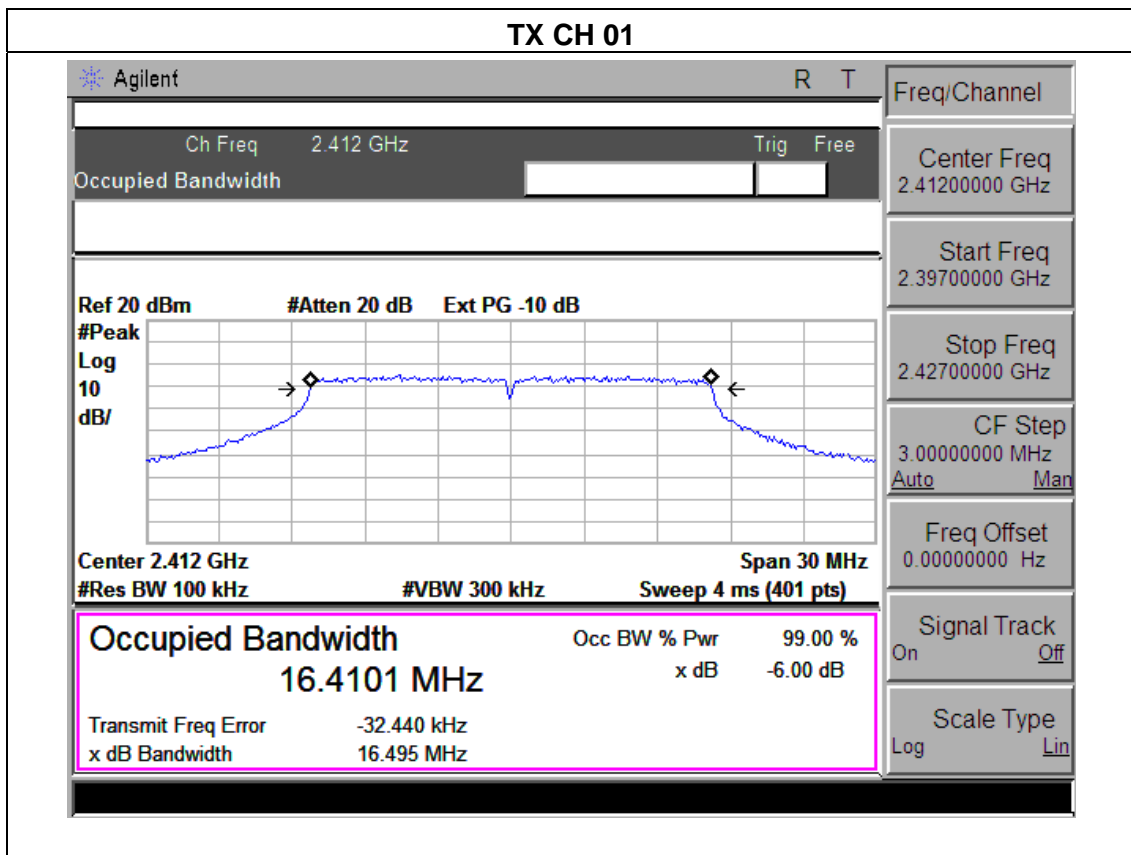 TX CH 01
Agilent R T
Freq/Channel
Ch Freq 2.412 GHz Trig Free
Occupied Bandwidth
Center Freq
2.41200000 GHz
Start Freq
2.39700000 GHz
Stop Freq
2.42700000 GHz
CF Step
3.00000000 MHz
Auto Man
Freq Offset
0.00000000 Hz
Signal Track
On Off
Scale Type
Log Lin
Ref 20 dBm #Atten 20 dB Ext PG -10 dB
#Peak
Log
10
dB/
Center 2.412 GHz Span 30 MHz
#Res BW 100 kHz #VBW 300 kHz Sweep 4 ms (401 pts)
Occupied Bandwidth Occ BW % Pwr 99.00 %
16.4101 MHz x dB -6.00 dB
Transmit Freq Error -32.440 kHz
x dB Bandwidth 16.495 MHz